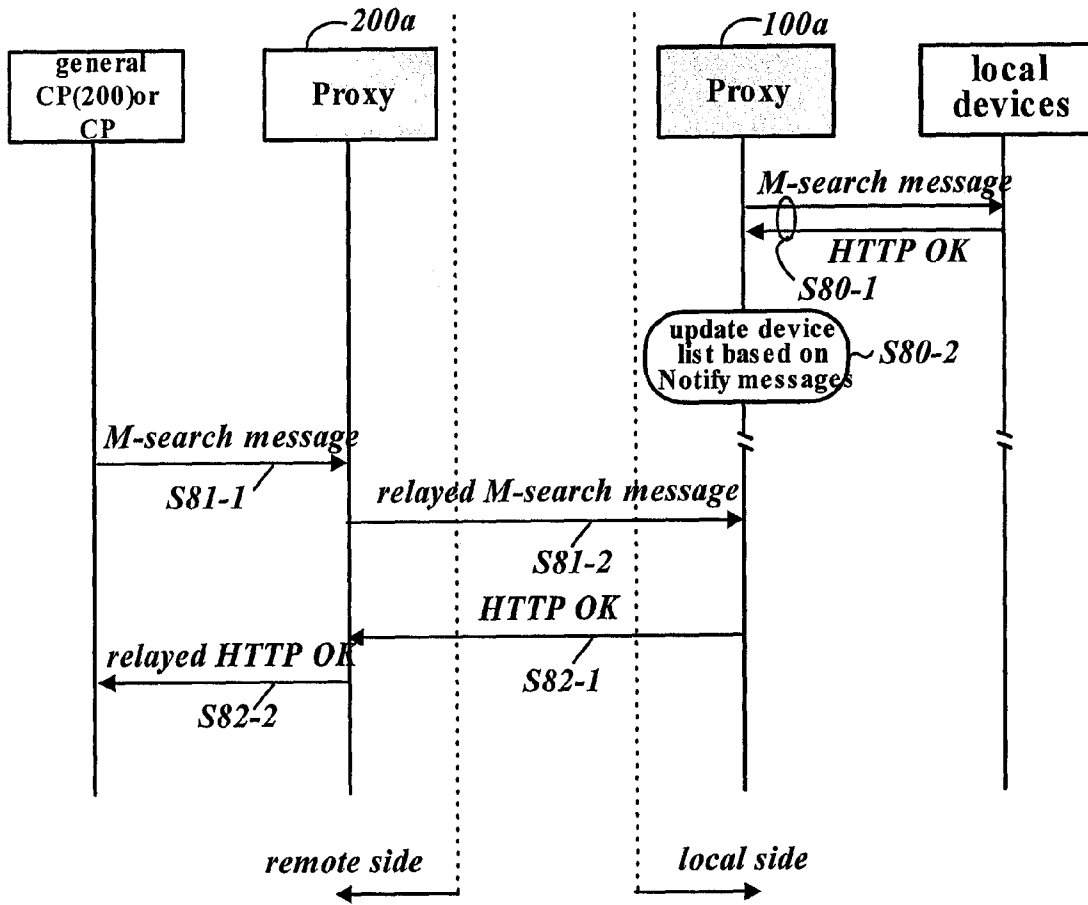 200a
100a
general
CP(200)or
CP
Proxy
Proxy
local
devices
M-search message
HTTP OK
S80-1
update device
list based on
Notify messages
S80-2
M-search message
S81-1
relayed M-search message
S81-2
HTTP OK
S82-1
relayed HTTP OK
S82-2
remote side
local side